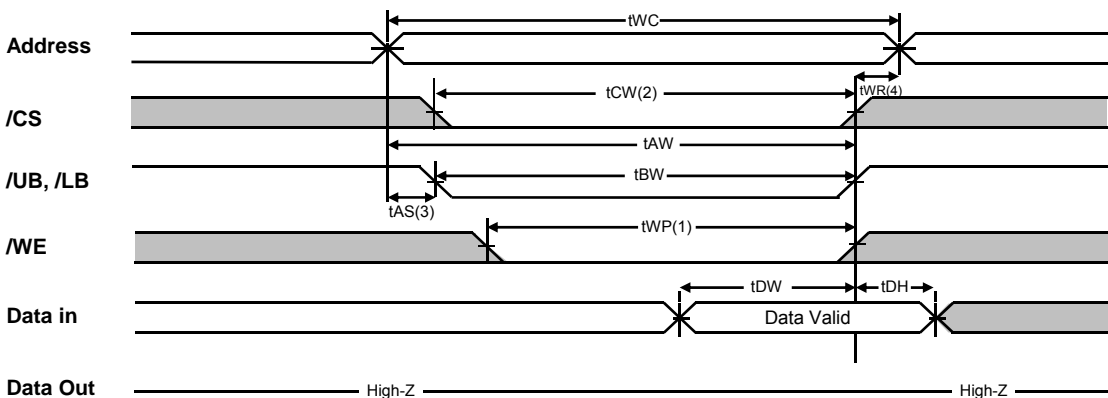 tWC
Address
tCW(2)
tWR(4)
/CS
tAW
/UB, /LB
tBW
tAS(3)
/WE
tWP(1)
tDW
tDH
Data in
Data Valid
Data Out
High-Z
High-Z